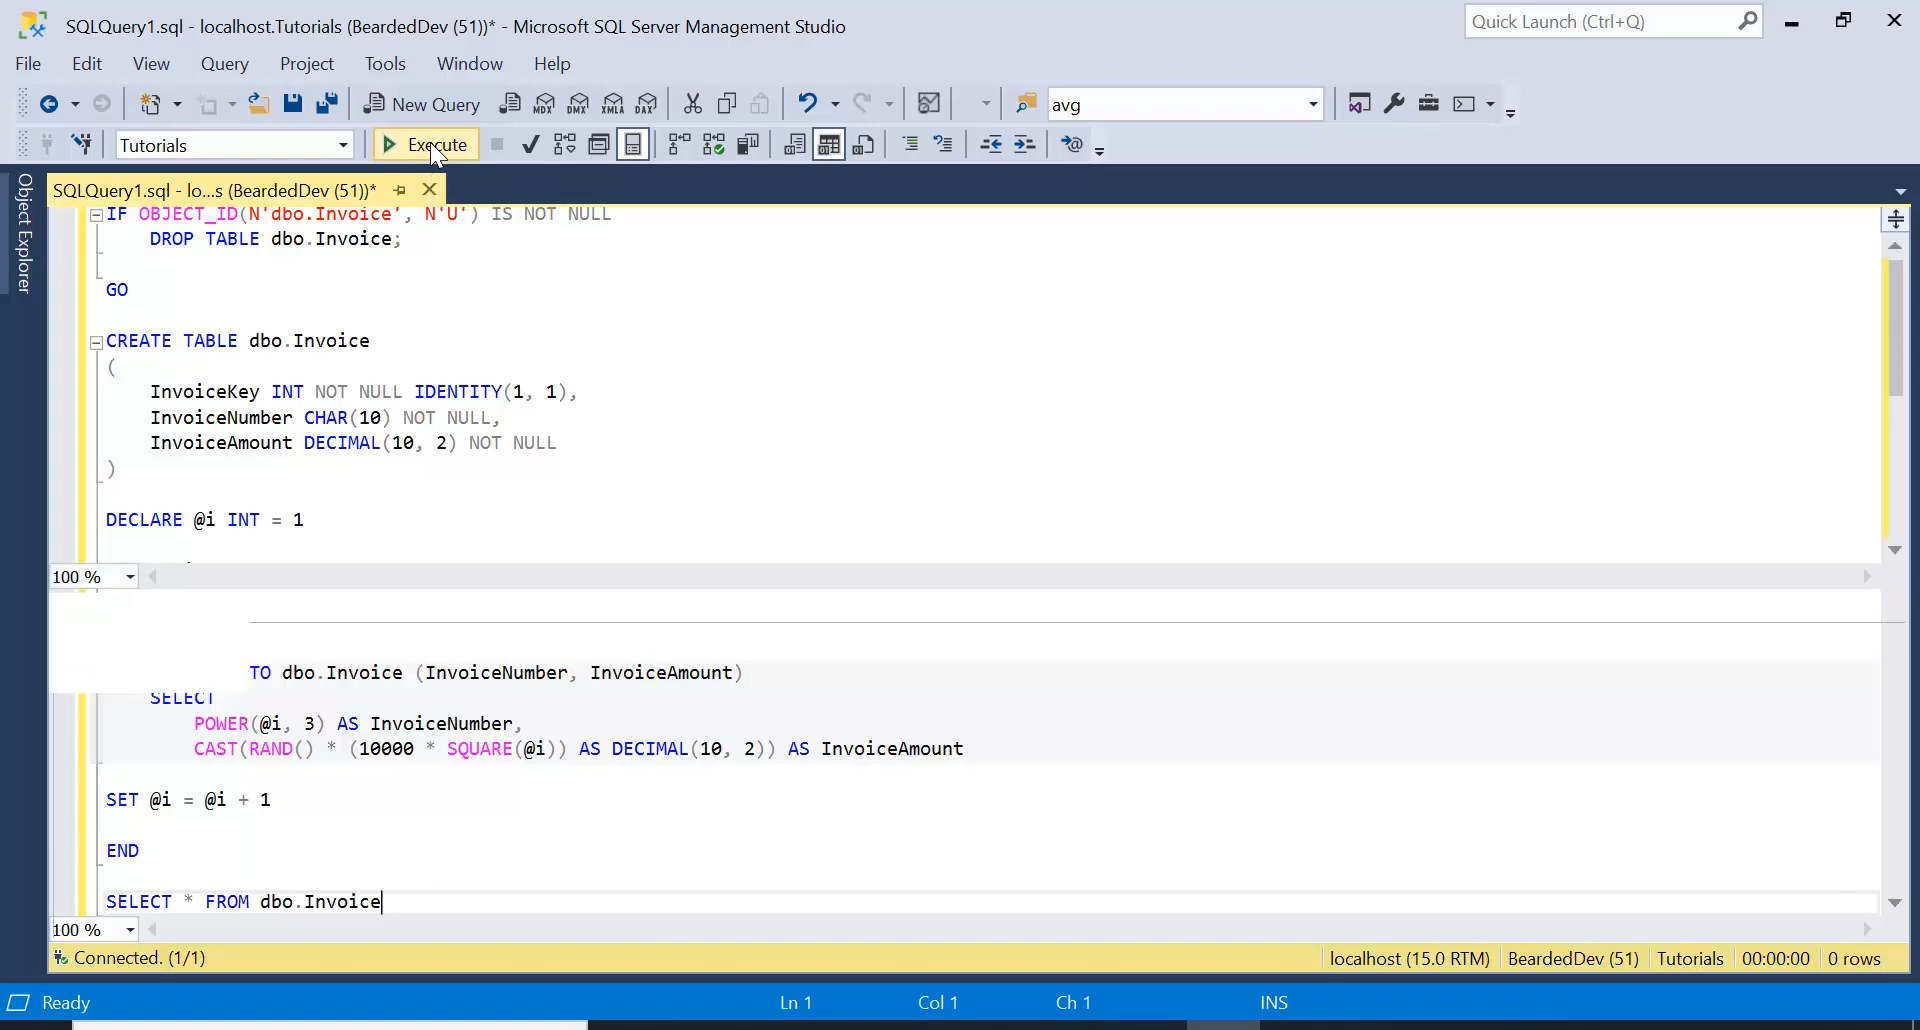 SQLQuery1.sql - localhost.Tutorials (BeardedDev (51))* - Microsoft SQL Server Management Studio
Quick Launch (Ctrl+Q)
File Edit View Query Project Tools Window Help
New Query MDX DMX XMLA DAX avg
Tutorials Execute
Object Explorer
SQLQuery1.sql - lo...s (BeardedDev (51))*
IF OBJECT_ID(N'dbo.Invoice', N'U') IS NOT NULL
DROP TABLE dbo.Invoice;
GO
CREATE TABLE dbo.Invoice
(
InvoiceKey INT NOT NULL IDENTITY(1, 1),
InvoiceNumber CHAR(10) NOT NULL,
InvoiceAmount DECIMAL(10, 2) NOT NULL
)
DECLARE @i INT = 1
100 %
TO dbo.Invoice (InvoiceNumber, InvoiceAmount)
SELECT
POWER(@i, 3) AS InvoiceNumber,
CAST(RAND() * (10000 * SQUARE(@i)) AS DECIMAL(10, 2)) AS InvoiceAmount
SET @i = @i + 1
END
SELECT * FROM dbo.Invoice
100 %
Connected. (1/1) localhost (15.0 RTM) BeardedDev (51) Tutorials 00:00:00 0 rows
Ready Ln 1 Col 1 Ch 1 INS